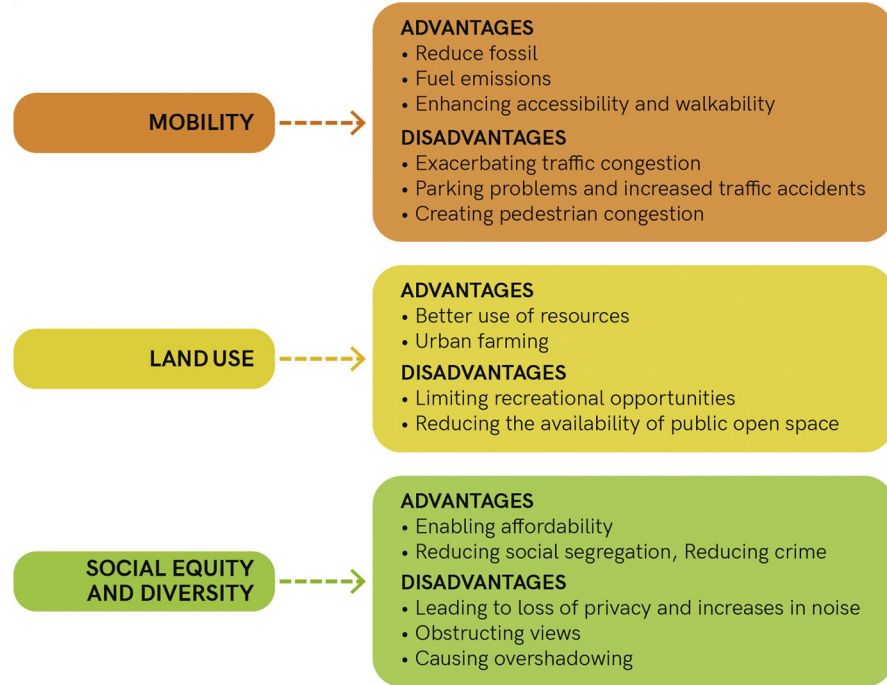 MOBILITY
ADVANTAGES
• Reduce fossil
• Fuel emissions
• Enhancing accessibility and walkability
DISADVANTAGES
• Exacerbating traffic congestion
• Parking problems and increased traffic accidents
• Creating pedestrian congestion
LAND USE
ADVANTAGES
• Better use of resources
• Urban farming
DISADVANTAGES
• Limiting recreational opportunities
• Reducing the availability of public open space
SOCIAL EQUITY
AND DIVERSITY
ADVANTAGES
• Enabling affordability
• Reducing social segregation, Reducing crime
DISADVANTAGES
• Leading to loss of privacy and increases in noise
• Obstructing views
• Causing overshadowing